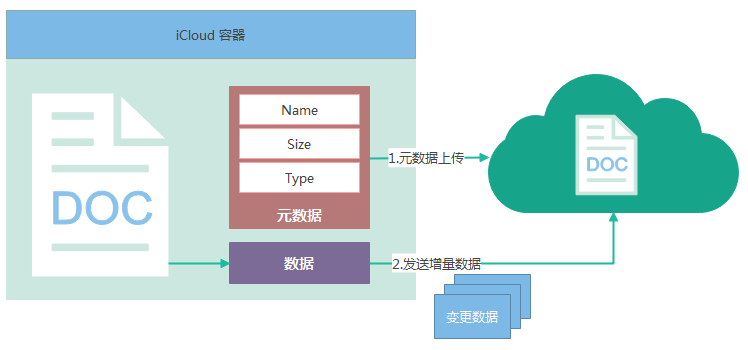 iCloud 容器
DOC
Name
Size
Type
元数据
数据
1.元数据上传
DOC
2.发送增量数据
变更数据